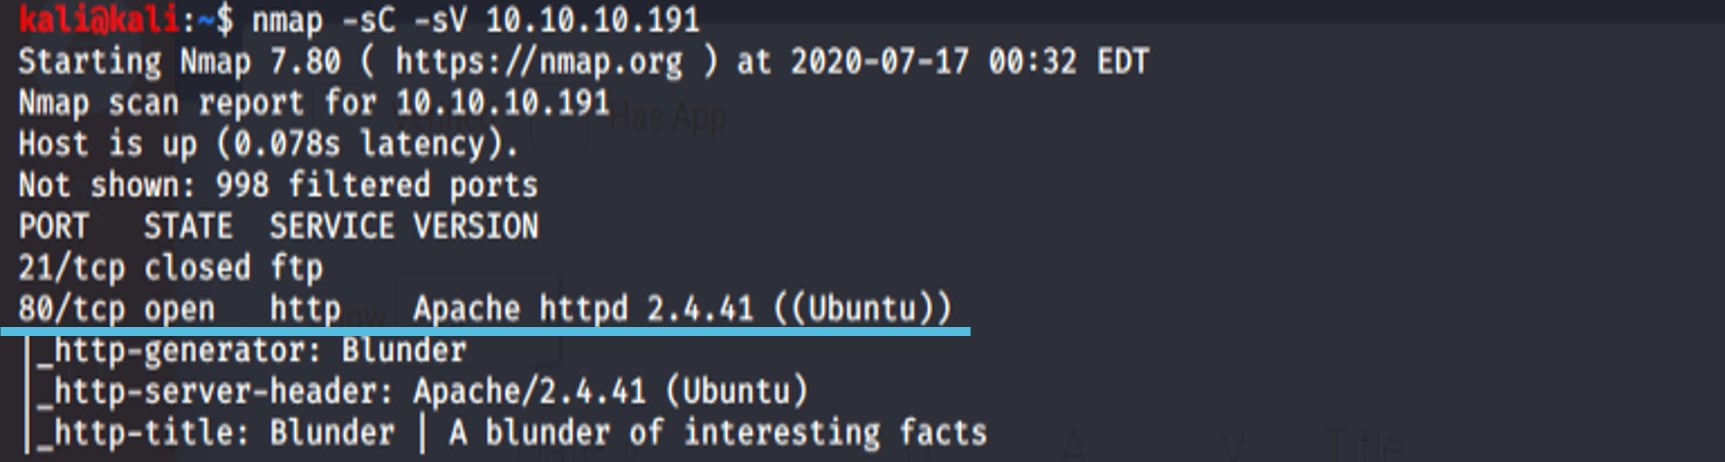 kali@kali:~$ nmap -sC -sV 10.10.10.191
Starting Nmap 7.80 ( https://nmap.org ) at 2020-07-17 00:32 EDT
Nmap scan report for 10.10.10.191
Has App
Host is up (0.078s latency).
Not shown: 998 filtered ports
PORT   STATE  SERVICE VERSION
21/tcp closed ftp
80/tcp open   http    Apache httpd 2.4.41 ((Ubuntu))
|_http-generator: Blunder
|_http-server-header: Apache/2.4.41 (Ubuntu)
|_http-title: Blunder | A blunder of interesting facts
A V Title